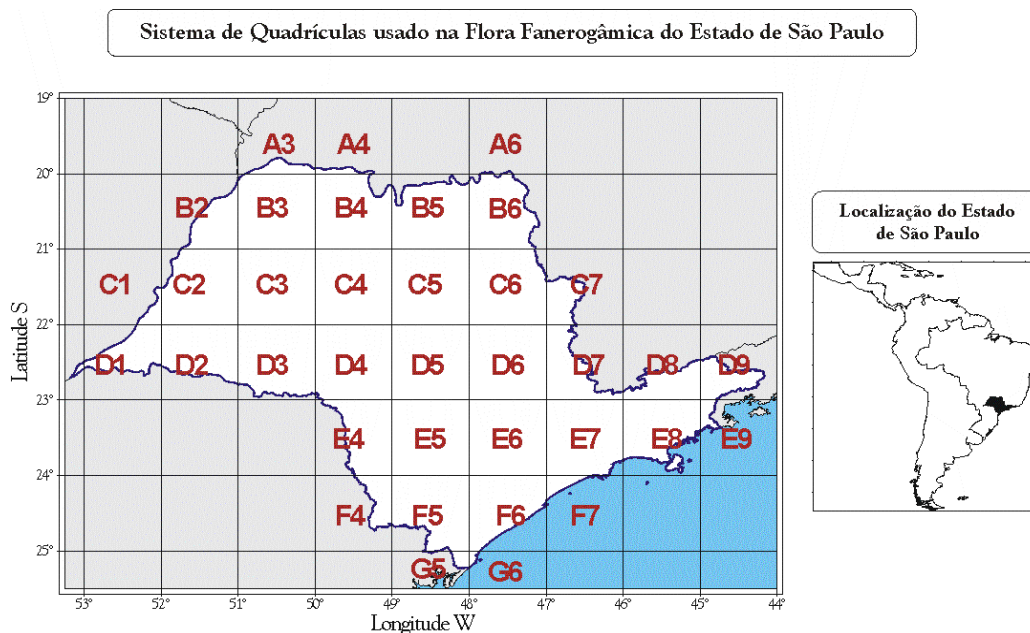 Sistema de Quadrículas usado na Flora Fanerogâmica do Estado de São Paulo
19°
A3 A4 A6
20°
B2 B3 B4 B5 B6
21°
C1 C2 C3 C4 C5 C6 C7
22°
D1 D2 D3 D4 D5 D6 D7 D8 D9
23°
E4 E5 E6 E7 E8 E9
24°
F4 F5 F6 F7
25°
G5 G6
53° 52° 51° 50° 49° 48° 47° 46° 45° 44°
Longitude W
Latitude S
Localização do Estado
de São Paulo